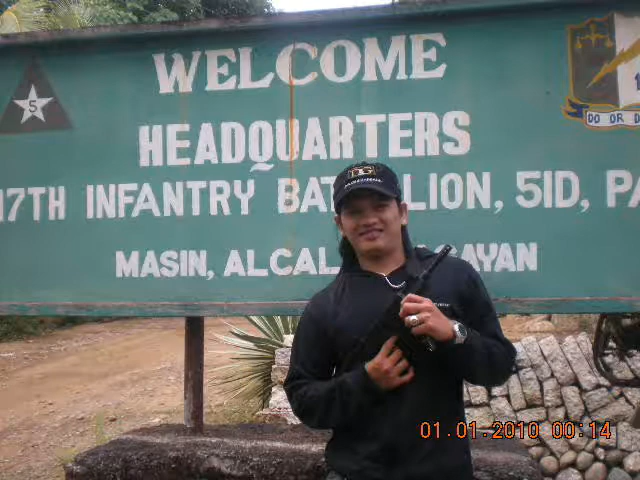 WELCOME
HEADQUARTERS
17TH INFANTRY BAT LION, 5ID, PA
MASIN, ALCAL AYAN
5
1
DO OR D
01.01.2010 00:14